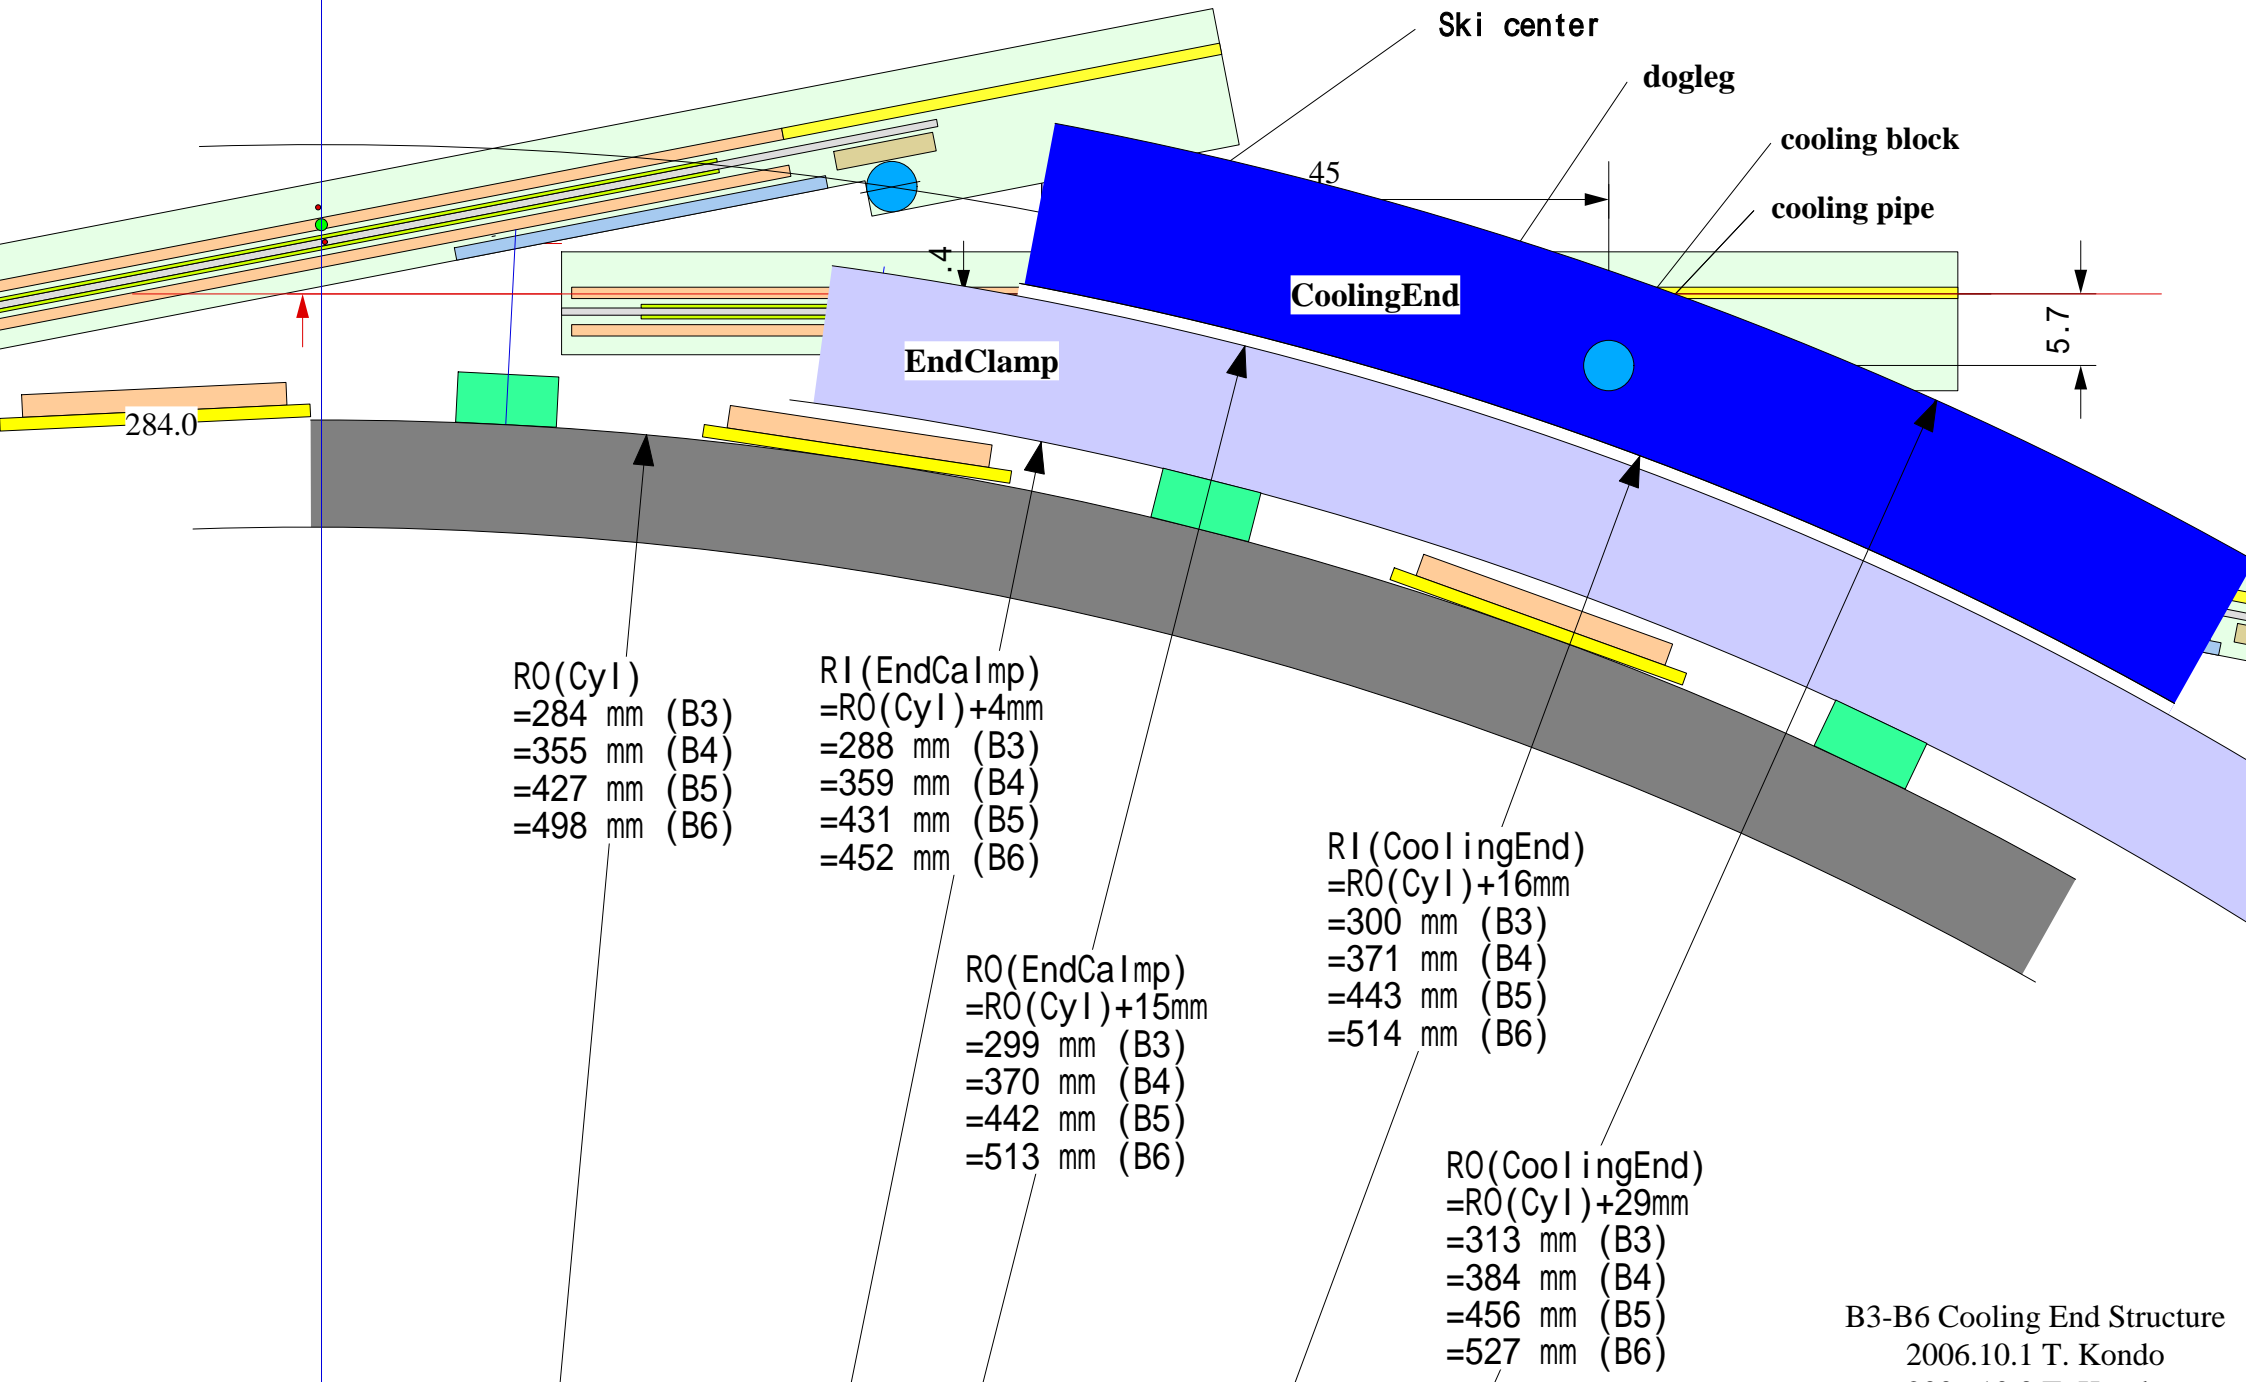 Ski center
dogleg
cooling block
45
cooling pipe
.4
CoolingEnd
5.7
EndClamp
284.0
RO(Cyl)
=284 mm (B3)
=355 mm (B4)
=427 mm (B5)
=498 mm (B6)
RI(EndCalmp)
=RO(Cyl)+4mm
=288 mm (B3)
=359 mm (B4)
=431 mm (B5)
=452 mm (B6)
RO(EndCalmp)
=RO(Cyl)+15mm
=299 mm (B3)
=370 mm (B4)
=442 mm (B5)
=513 mm (B6)
RI(CoolingEnd)
=RO(Cyl)+16mm
=300 mm (B3)
=371 mm (B4)
=443 mm (B5)
=514 mm (B6)
RO(CoolingEnd)
=RO(Cyl)+29mm
=313 mm (B3)
=384 mm (B4)
=456 mm (B5)
=527 mm (B6)
B3-B6 Cooling End Structure
2006.10.1 T. Kondo